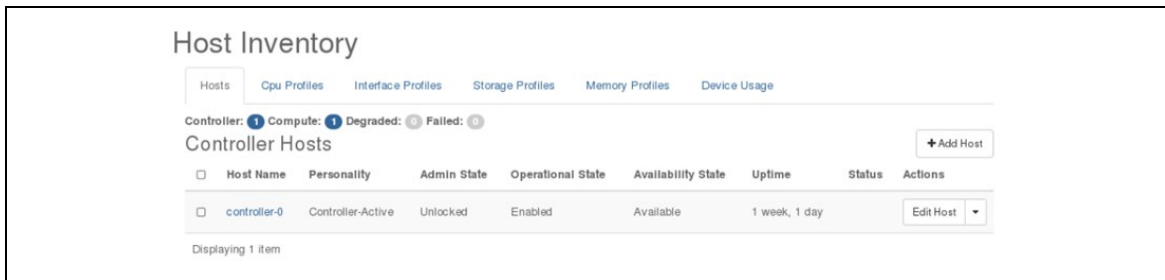 Host Inventory
Hosts Cpu Profiles Interface Profiles Storage Profiles Memory Profiles Device Usage
Controller: 1 Compute: 1 Degraded: 0 Failed: 0
Controller Hosts
+ Add Host
Host Name Personality Admin State Operational State Availability State Uptime Status Actions
controller-0 Controller-Active Unlocked Enabled Available 1 week, 1 day Edit Host
Displaying 1 item